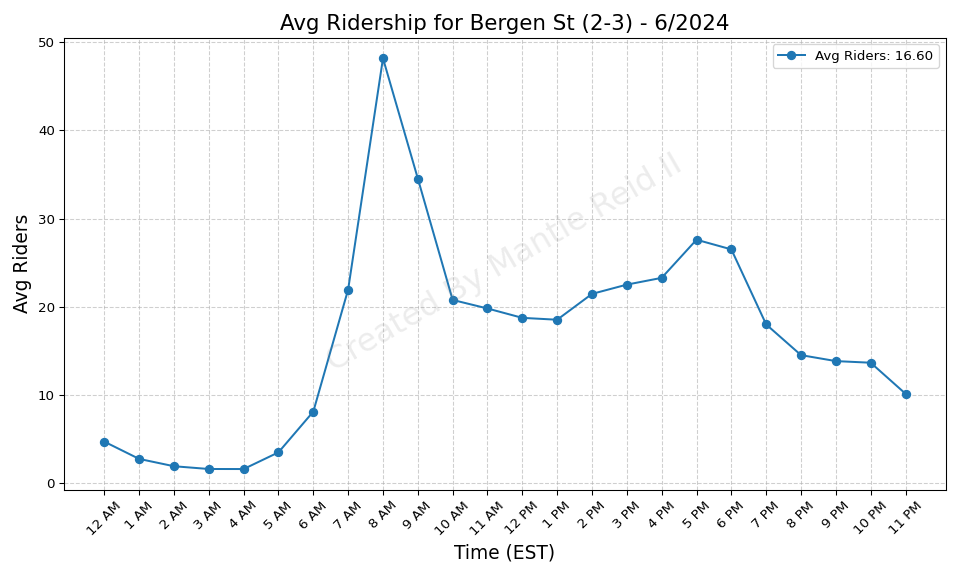 Avg Ridership for Bergen St (2-3) - 6/2024
Avg Riders: 16.60
50
40
30
20
10
0
Avg Riders
Created By Mantle Reid II
12 AM
1 AM
2 AM
3 AM
4 AM
5 AM
6 AM
7 AM
8 AM
9 AM
10 AM
11 AM
12 PM
1 PM
2 PM
3 PM
4 PM
5 PM
6 PM
7 PM
8 PM
9 PM
10 PM
11 PM
Time (EST)